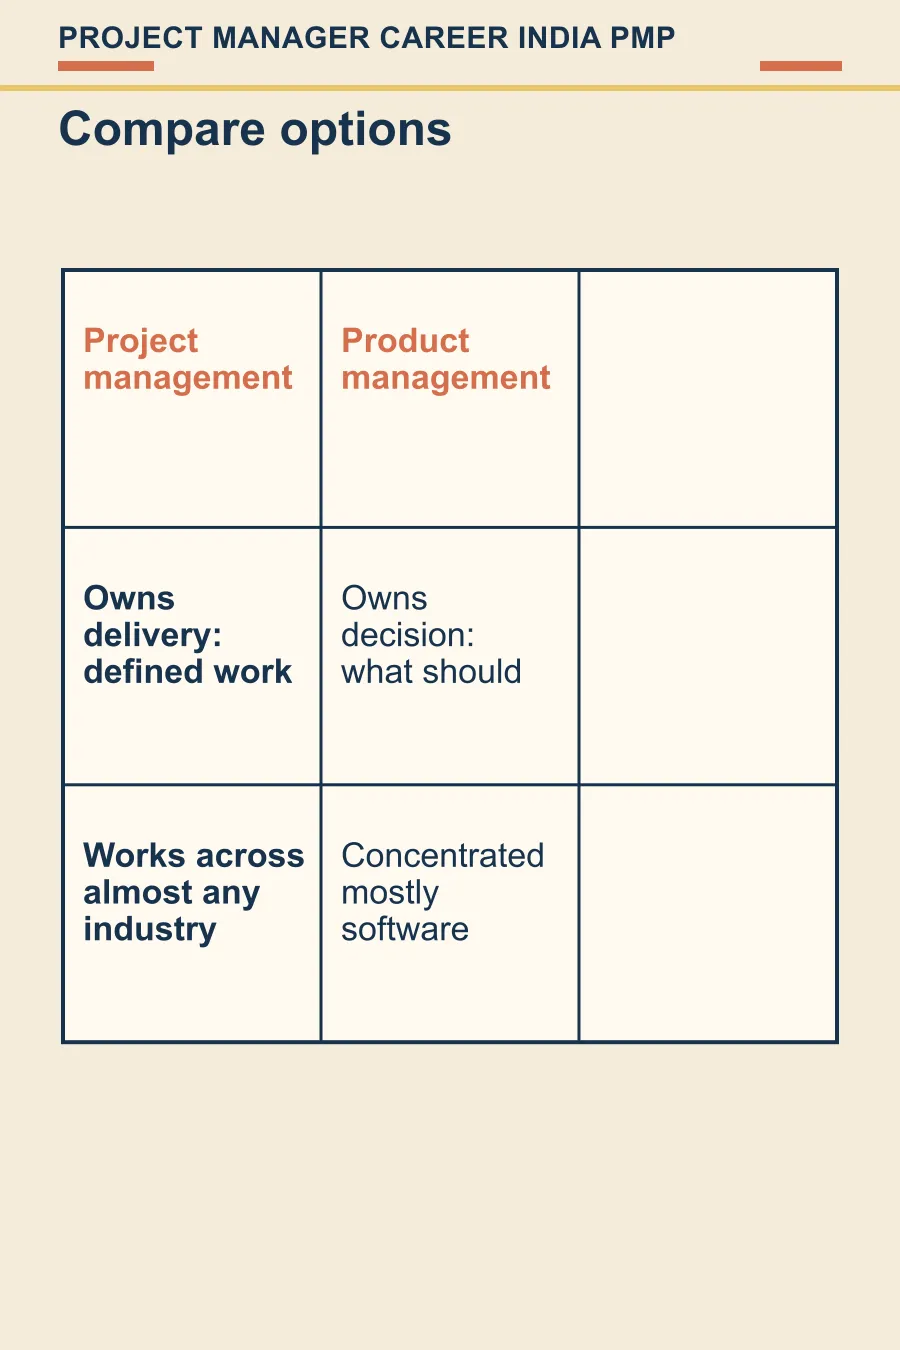 PROJECT MANAGER CAREER INDIA PMP
Compare options
Project
management
Product
management
Owns
delivery:
defined work
Owns
decision:
what should
Works across
almost any
industry
Concentrated
mostly
software